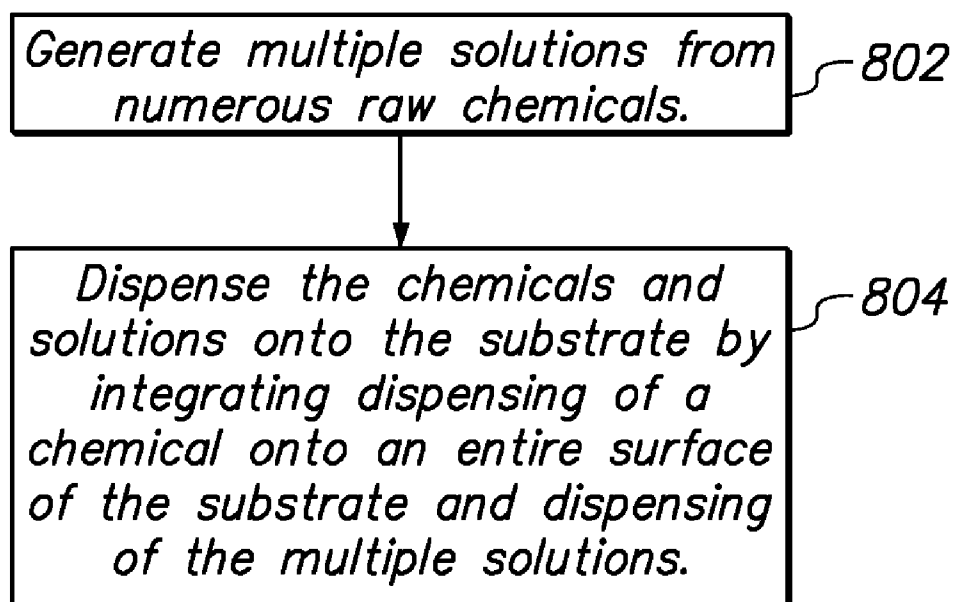 Generate multiple solutions from
numerous raw chemicals.
802
Dispense the chemicals and
solutions onto the substrate by
integrating dispensing of a
chemical onto an entire surface
of the substrate and dispensing
of the multiple solutions.
804